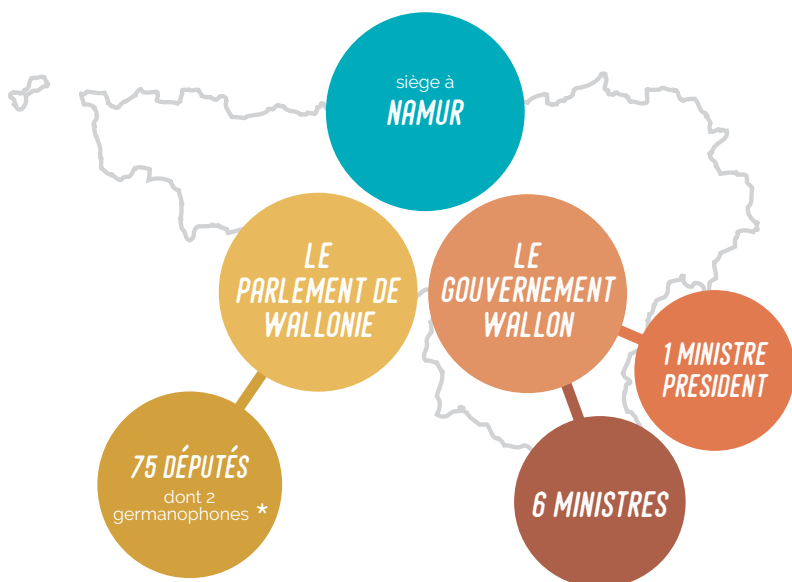 siège à
NAMUR
LE
PARLEMENT DE
WALLONIE
LE
GOUVERNEMENT
WALLON
1 MINISTRE
PRESIDENT
75 DÉPUTÉS
dont 2
germanophones *
6 MINISTRES